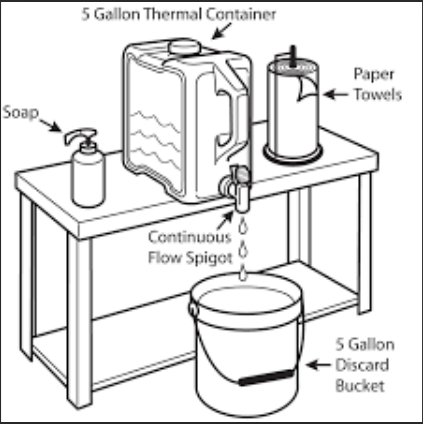 5 Gallon Thermal Container
Paper
Towels
Soap
Continuous
Flow Spigot
5 Gallon
Discard
Bucket